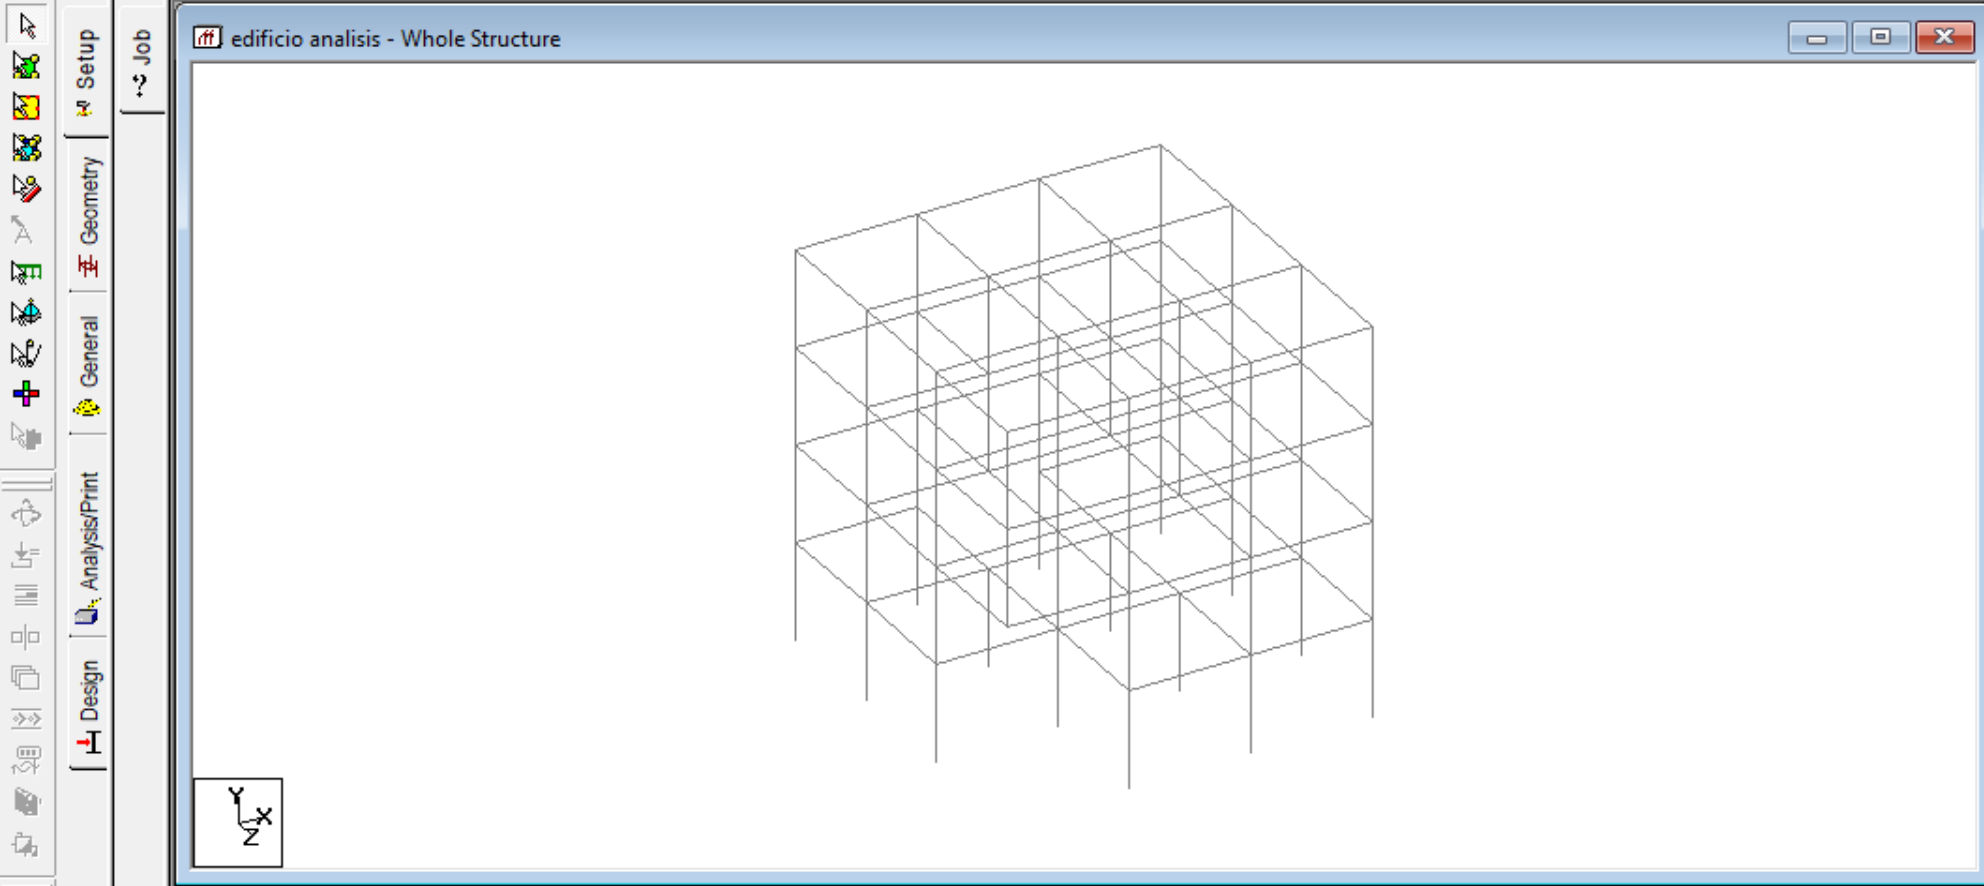 edificio analisis - Whole Structure
Setup
Geometry
General
Analysis/Print
Design
Job
Y
X
Z